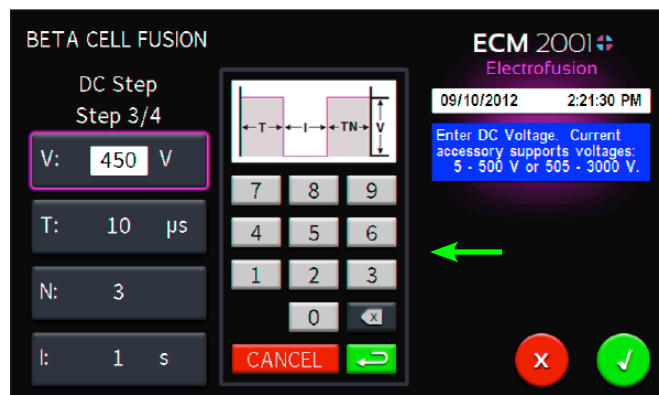 BETA CELL FUSION
ECM 2001
Electrofusion
DC Step
Step 3/4
09/10/2012 2:21:30 PM
Enter DC Voltage. Current
accessory supports voltages:
5 - 500 V or 505 - 3000 V.
V: 450 V
T: 10 μs
N: 3
I: 1 s
T I TN V
7 8 9
4 5 6
1 2 3
0 x
CANCEL
X